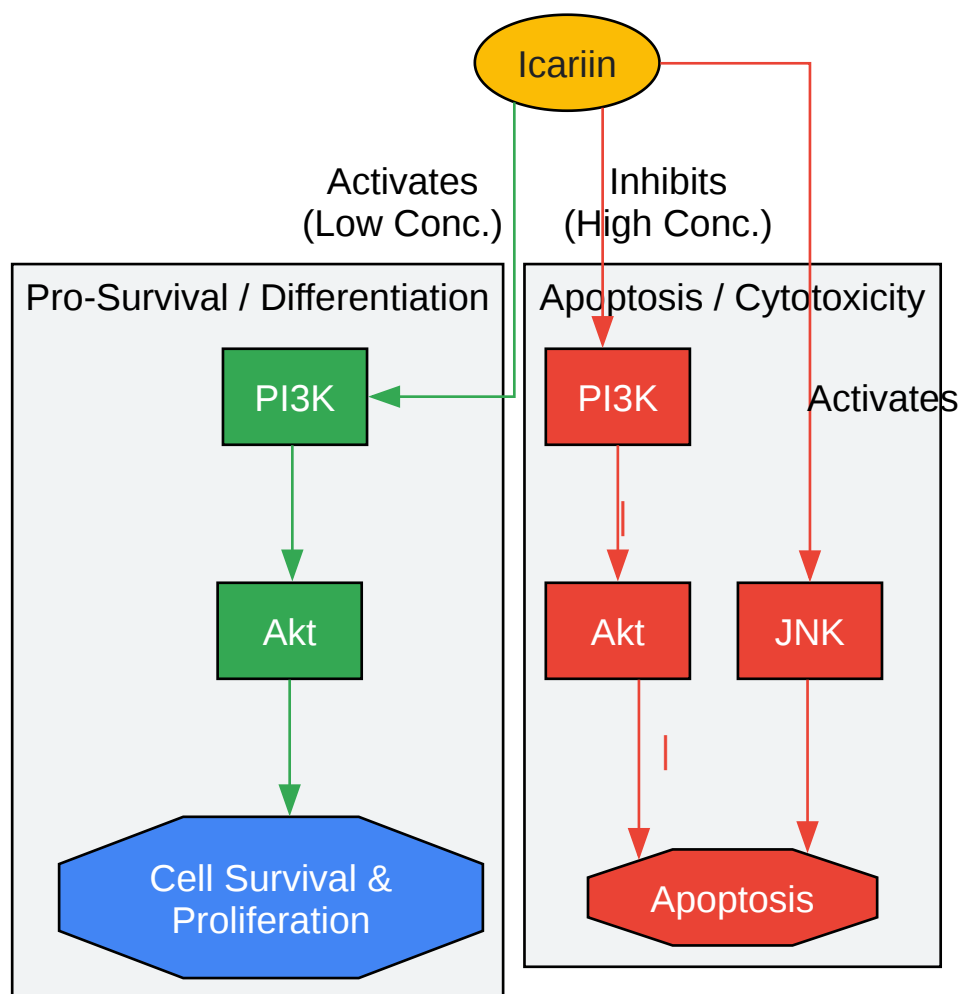 Icariin
Activates
(Low Conc.)
Inhibits
(High Conc.)
Pro-Survival / Differentiation
Apoptosis / Cytotoxicity
PI3K
PI3K
Activates
|
Akt
Akt
JNK
|
Cell Survival &
Proliferation
Apoptosis